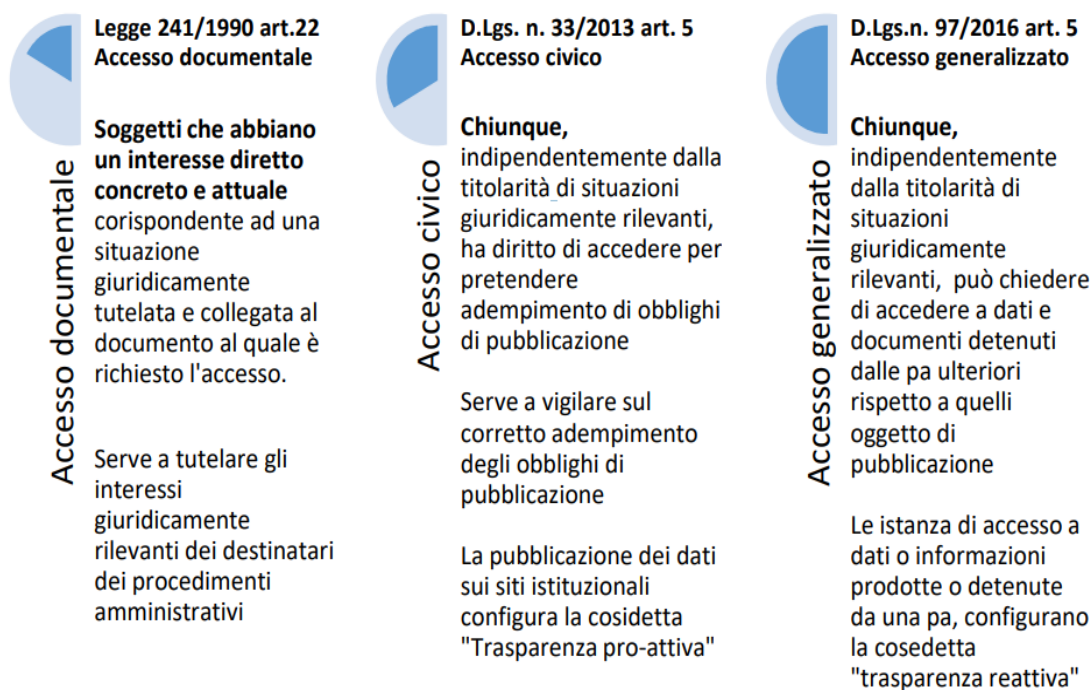 Legge 241/1990 art.22
Accesso documentale
Accesso documentale
Soggetti che abbiano
un interesse diretto
concreto e attuale
corispondente ad una
situazione
giuridicamente
tutelata e collegata al
documento al quale è
richiesto l'accesso.
Serve a tutelare gli
interessi
giuridicamente
rilevanti dei destinatari
dei procedimenti
amministrativi
D.Lgs. n. 33/2013 art. 5
Accesso civico
Accesso civico
Chiunque,
indipendentemente dalla
titolarità di situazioni
giuridicamente rilevanti,
ha diritto di accedere per
pretendere
adempimento di obblighi
di pubblicazione
Serve a vigilare sul
corretto adempimento
degli obblighi di
pubblicazione
La pubblicazione dei dati
sui siti istituzionali
configura la cosidetta
"Trasparenza pro-attiva"
D.Lgs.n. 97/2016 art. 5
Accesso generalizzato
Accesso generalizzato
Chiunque,
indipendentemente
dalla titolarità di
situazioni
giuridicamente
rilevanti, può chiedere
di accedere a dati e
documenti detenuti
dalle pa ulteriori
rispetto a quelli
oggetto di
pubblicazione
Le istanza di accesso a
dati o informazioni
prodotte o detenute
da una pa, configurano
la cosedetta
"trasparenza reattiva"